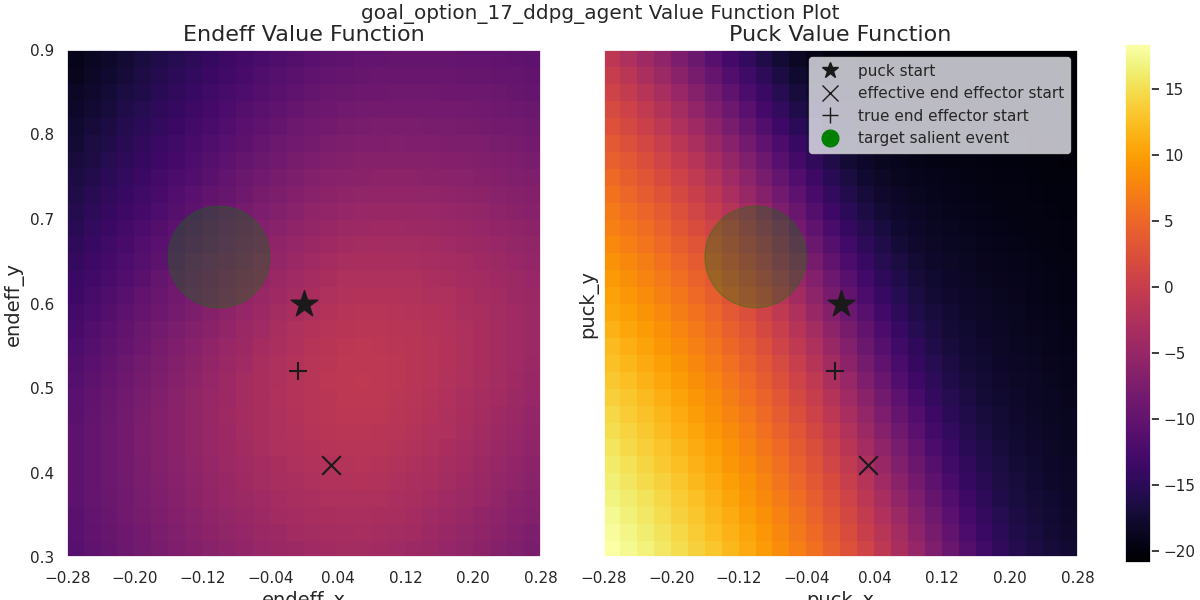 goal_option_17_ddpg_agent Value Function Plot
Endeff Value Function
Puck Value Function
0.9
0.8
0.7
0.6
0.5
0.4
0.3
endeff_y
−0.28 −0.20 −0.12 −0.04 0.04 0.12 0.20 0.28
endeff_x
puck_y
puck start
effective end effector start
true end effector start
target salient event
−0.28 −0.20 −0.12 −0.04 0.04 0.12 0.20 0.28
puck_x
15
10
5
0
−5
−10
−15
−20